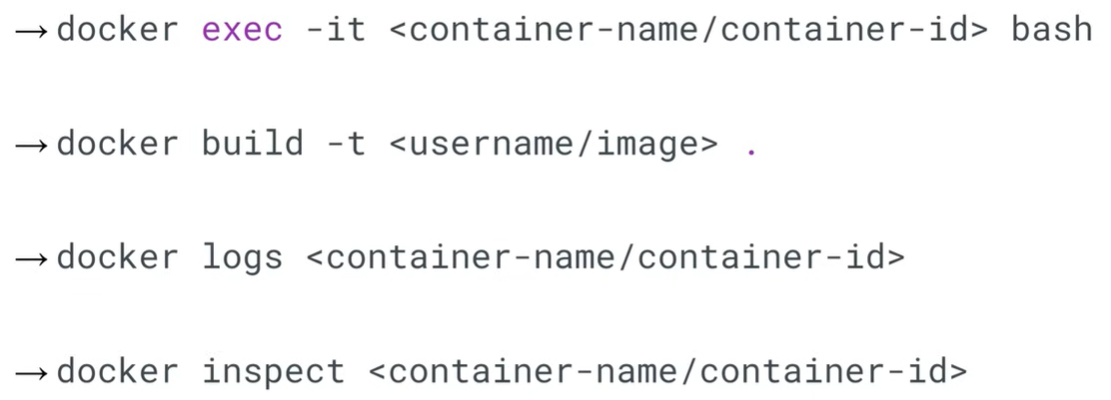 →docker exec -it <container-name/container-id> bash
→docker build -t <username/image> .
→docker logs <container-name/container-id>
→docker inspect <container-name/container-id>